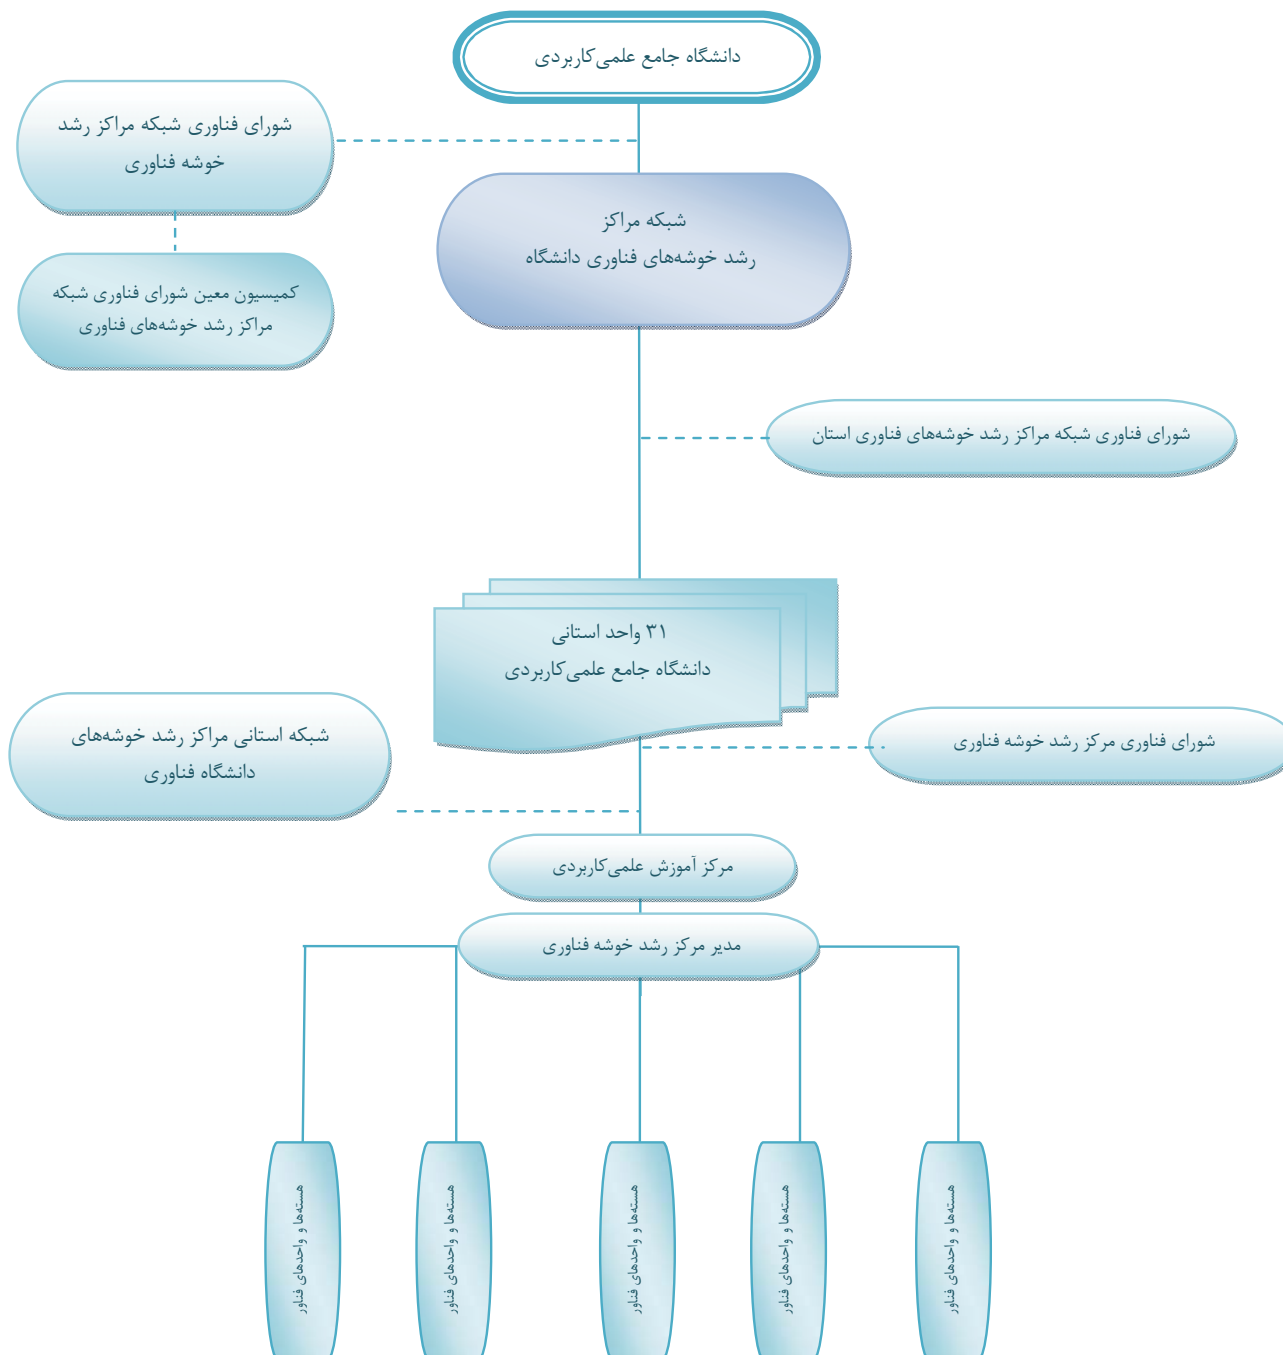 دانشگاه جامع علمی‌کاربردی
شورای فناوری شبکه مراکز رشد
خوشه فناوری
شبکه مراکز
رشد خوشه‌های فناوری دانشگاه
کمیسیون معین شورای فناوری شبکه
مراکز رشد خوشه‌های فناوری
شورای فناوری شبکه مراکز رشد خوشه‌های فناوری استان
۳۱ واحد استانی
دانشگاه جامع علمی‌کاربردی
شبکه استانی مراکز رشد خوشه‌های
دانشگاه فناوری
شورای فناوری مرکز رشد خوشه فناوری
مرکز آموزش علمی‌کاربردی
مدیر مرکز رشد خوشه فناوری
هسته‌ها و واحدهای فناور
هسته‌ها و واحدهای فناور
هسته‌ها و واحدهای فناور
هسته‌ها و واحدهای فناور
هسته‌ها و واحدهای فناور